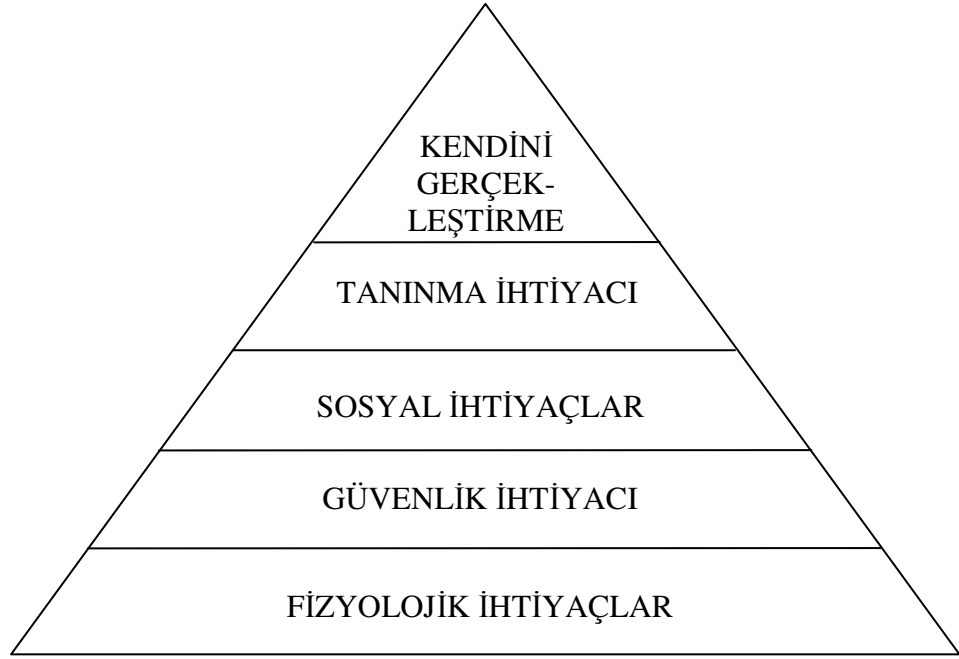 KENDİNİ
GERÇEK-
LEŞTİRME
TANINMA İHTİYACI
SOSYAL İHTİYAÇLAR
GÜVENLİK İHTİYACI
FİZYOLOJİK İHTİYAÇLAR